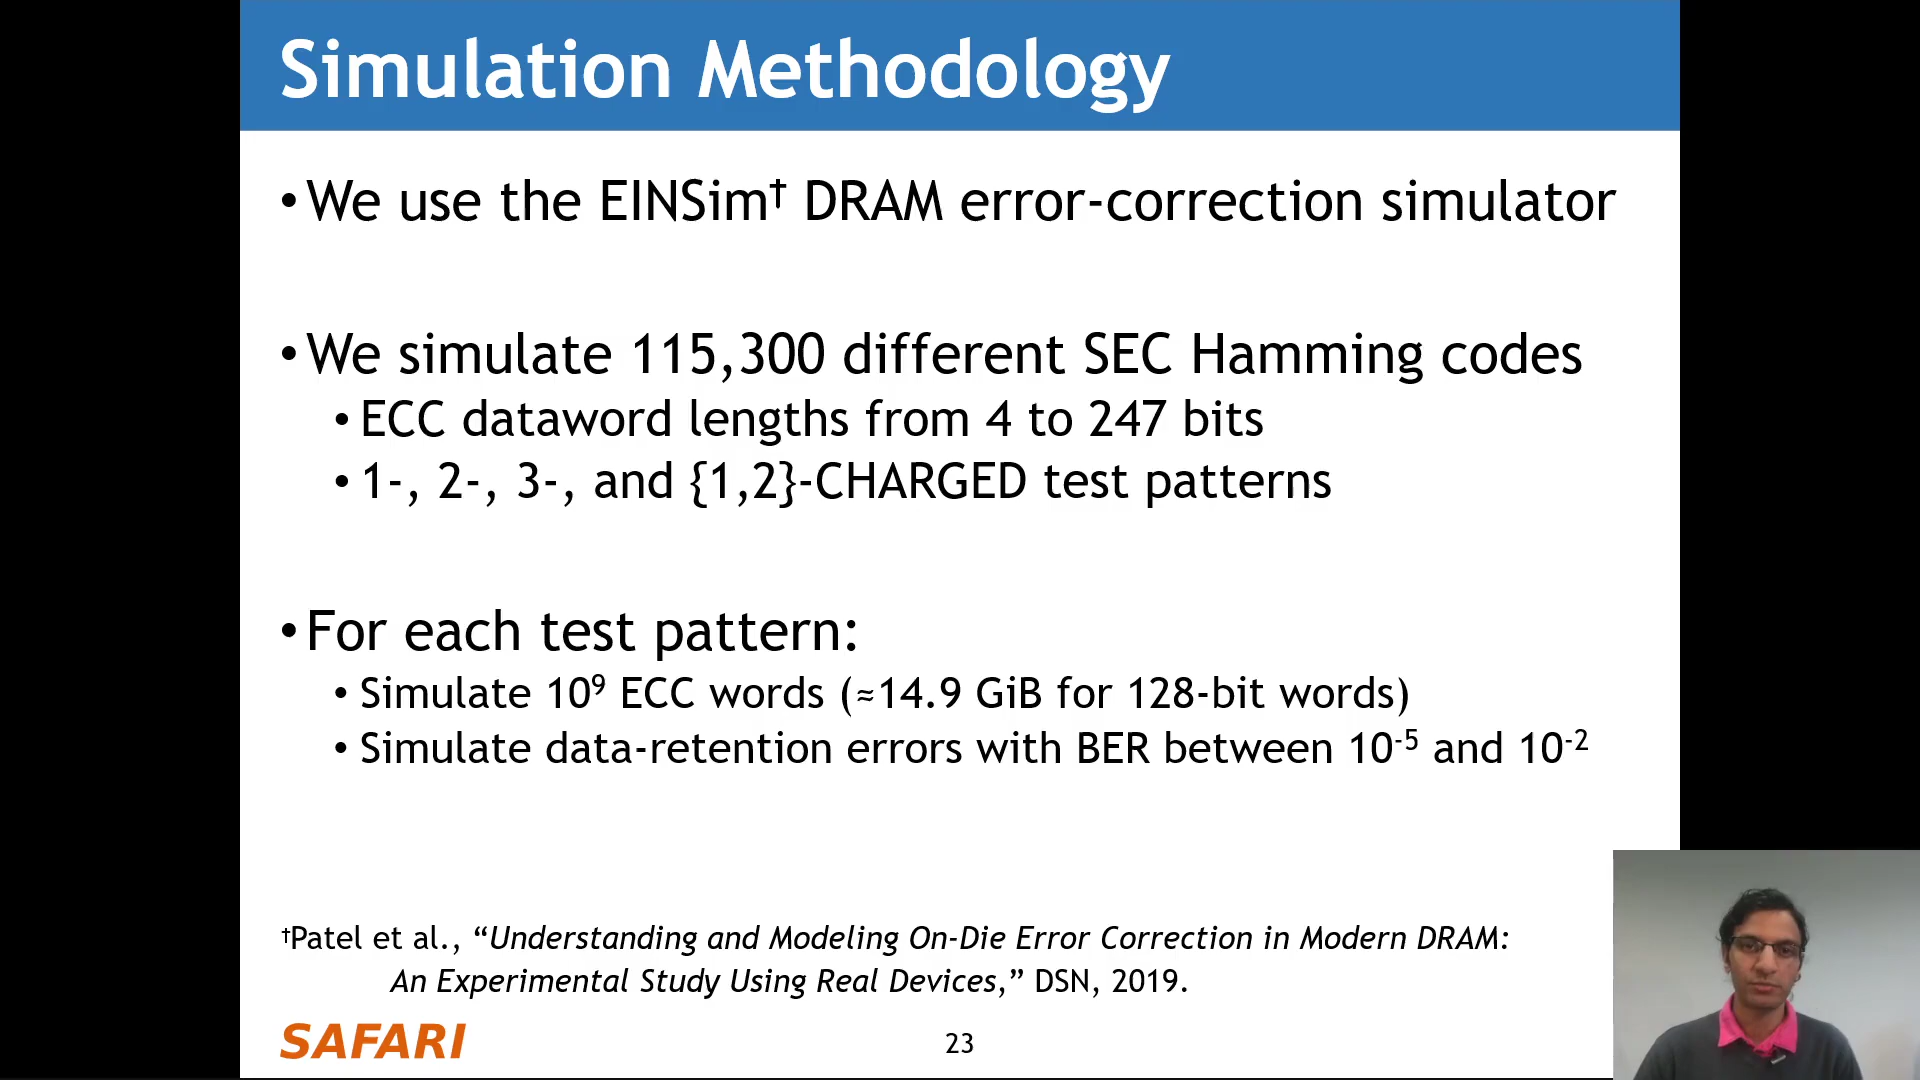 Simulation Methodology
• We use the EINSim† DRAM error-correction simulator
• We simulate 115,300 different SEC Hamming codes
• ECC dataword lengths from 4 to 247 bits
• 1-, 2-, 3-, and {1,2}-CHARGED test patterns
• For each test pattern:
• Simulate 10⁹ ECC words (≈14.9 GiB for 128-bit words)
• Simulate data-retention errors with BER between 10⁻⁵ and 10⁻²
†Patel et al., “Understanding and Modeling On-Die Error Correction in Modern DRAM:
An Experimental Study Using Real Devices,” DSN, 2019.
SAFARI
23